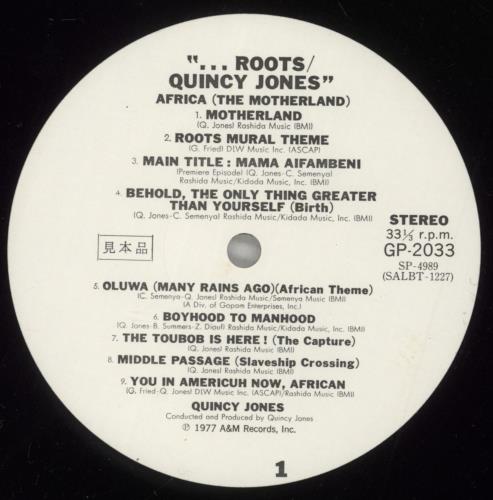 "... ROOTS/
QUINCY JONES"
AFRICA (THE MOTHERLAND)
1. MOTHERLAND
(Q. Jones) Rashida Music (BMI)
2. ROOTS MURAL THEME
(G. Fried) DLW Music Inc. (ASCAP)
3. MAIN TITLE : MAMA AIFAMBENI
(Premiere Episode) (Q. Jones-C. Semenya)
Rashida Music/Kidada Music, Inc. (BMI)
4. BEHOLD, THE ONLY THING GREATER
THAN YOURSELF (Birth)
(Q. Jones-C. Semenya) Rashida Music/Kidada Music, Inc. (BMI)
STEREO
33⅓ r.p.m.
GP-2033
SP-4989
(SALBT-1227)
見本品
5. OLUWA (MANY RAINS AGO)(African Theme)
(C. Semenya-Q. Jones) Rashida Music/Semenya Music (BMI)
(A Div. of Gopam Enterprises, Inc.)
6. BOYHOOD TO MANHOOD
(Q. Jones-B. Summers-Z. Diouf) Rashida Music/Kidada Music, Inc. (BMI)
7. THE TOUBOB IS HERE! (The Capture)
(Q. Jones) Rashida Music (BMI)
8. MIDDLE PASSAGE (Slaveship Crossing)
(Q. Jones) Rashida Music (BMI)
9. YOU IN AMERICUH NOW, AFRICAN
(G. Fried-Q. Jones) DLW Music Inc. (ASCAP)/Rashida Music (BMI)
QUINCY JONES
Conducted and Produced by Quincy Jones
℗ 1977 A&M Records, Inc.
1